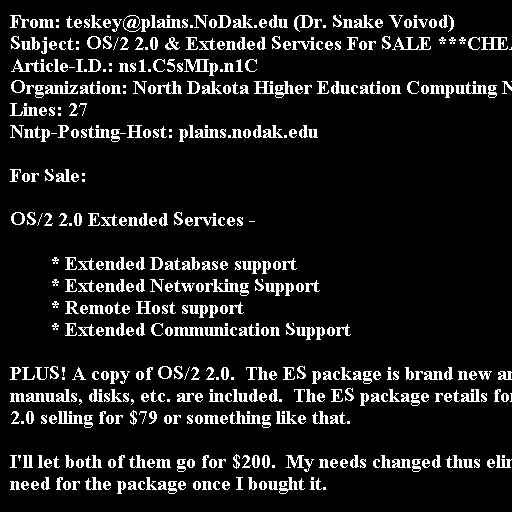 From: teskey@plains.NoDak.edu (Dr. Snake Voivod)
Subject: OS/2 2.0 & Extended Services For SALE ***CHEA
Article-I.D.: ns1.C5sMIp.n1C
Organization: North Dakota Higher Education Computing N
Lines: 27
Nntp-Posting-Host: plains.nodak.edu
For Sale:
OS/2 2.0 Extended Services -
* Extended Database support
* Extended Networking Support
* Remote Host support
* Extended Communication Support
PLUS! A copy of OS/2 2.0. The ES package is brand new an
manuals, disks, etc. are included. The ES package retails for
2.0 selling for $79 or something like that.
I'll let both of them go for $200. My needs changed thus elim
need for the package once I bought it.